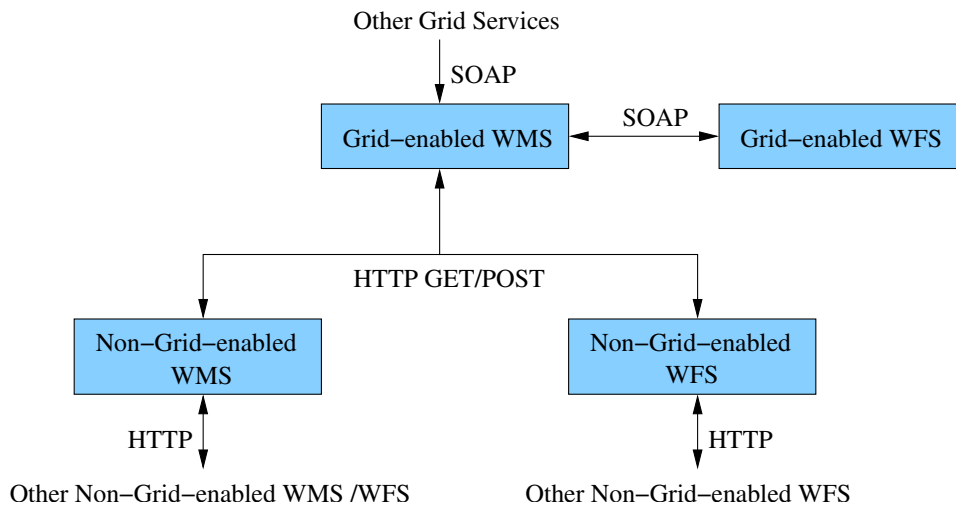 Other Grid Services
SOAP
Grid−enabled WMS
SOAP
Grid−enabled WFS
HTTP GET/POST
Non−Grid−enabled
WMS
Non−Grid−enabled
WFS
HTTP
HTTP
Other Non−Grid−enabled WMS /WFS
Other Non−Grid−enabled WFS